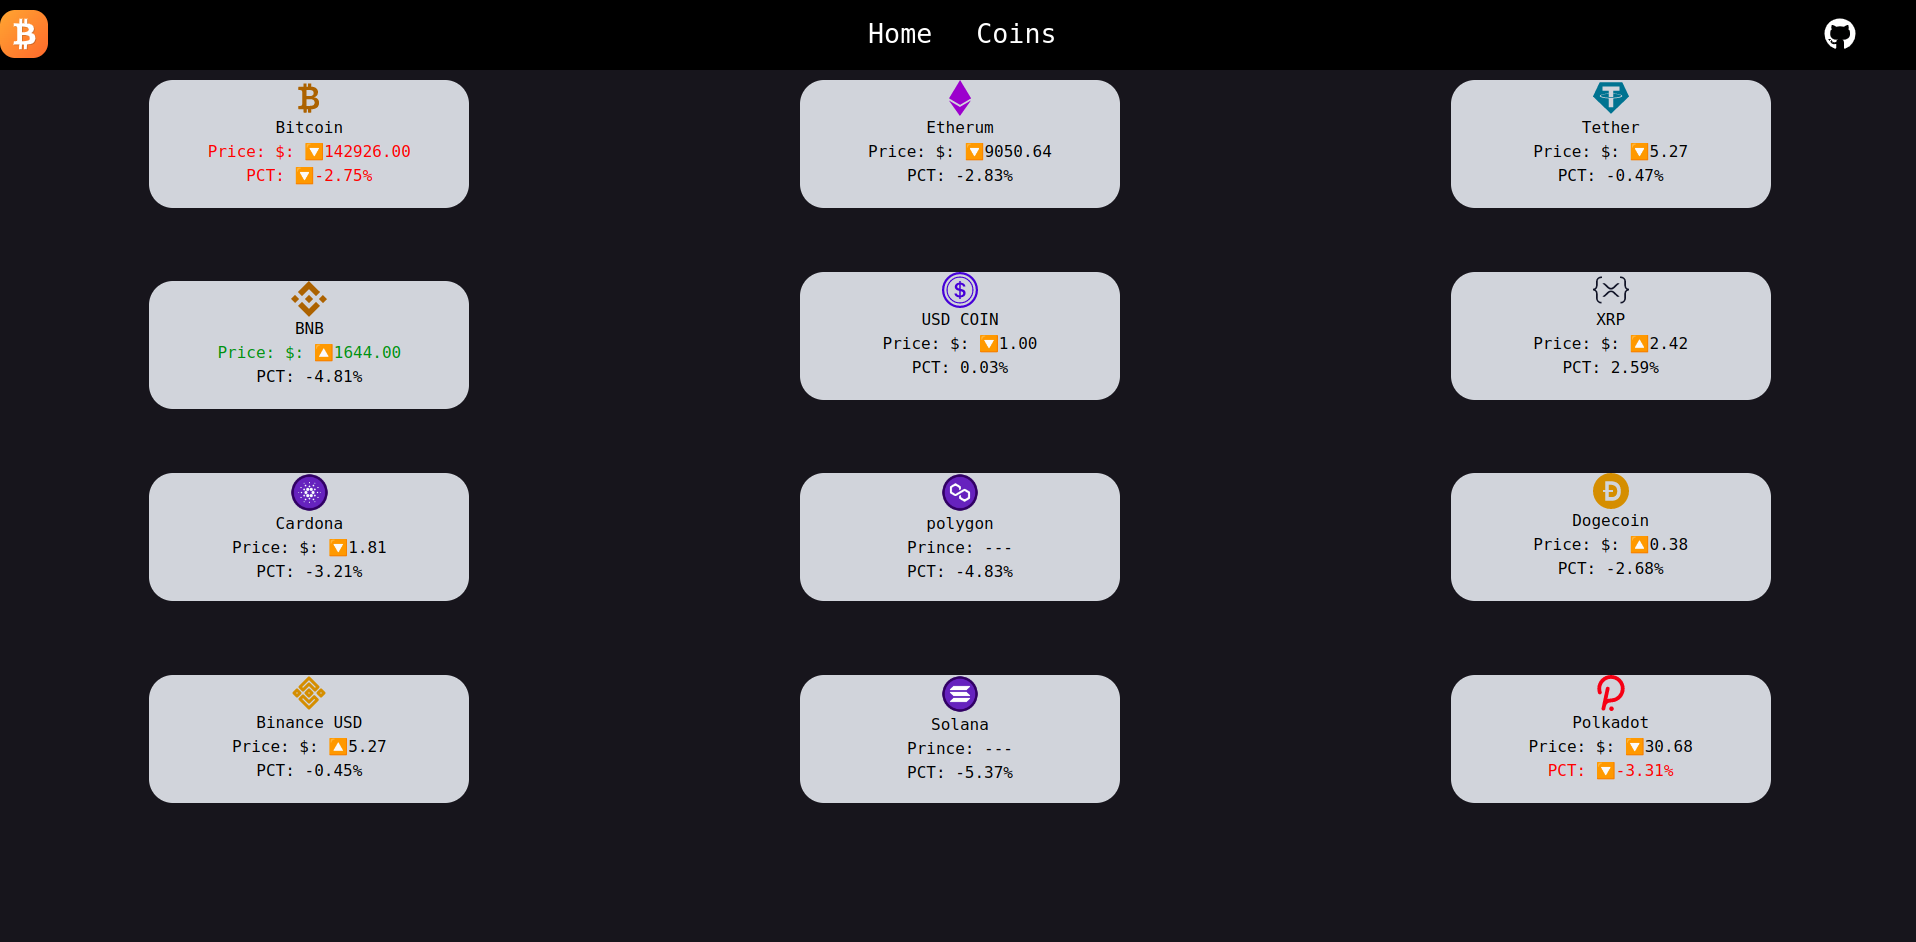 Home Coins
Bitcoin
Price: $: 🔽142926.00
PCT: 🔽-2.75%
Etherum
Price: $: 🔽9050.64
PCT: -2.83%
Tether
Price: $: 🔽5.27
PCT: -0.47%
BNB
Price: $: 🔼1644.00
PCT: -4.81%
USD COIN
Price: $: 🔽1.00
PCT: 0.03%
XRP
Price: $: 🔼2.42
PCT: 2.59%
Cardona
Price: $: 🔽1.81
PCT: -3.21%
polygon
Prince: ---
PCT: -4.83%
Dogecoin
Price: $: 🔼0.38
PCT: -2.68%
Binance USD
Price: $: 🔼5.27
PCT: -0.45%
Solana
Prince: ---
PCT: -5.37%
Polkadot
Price: $: 🔽30.68
PCT: 🔽-3.31%